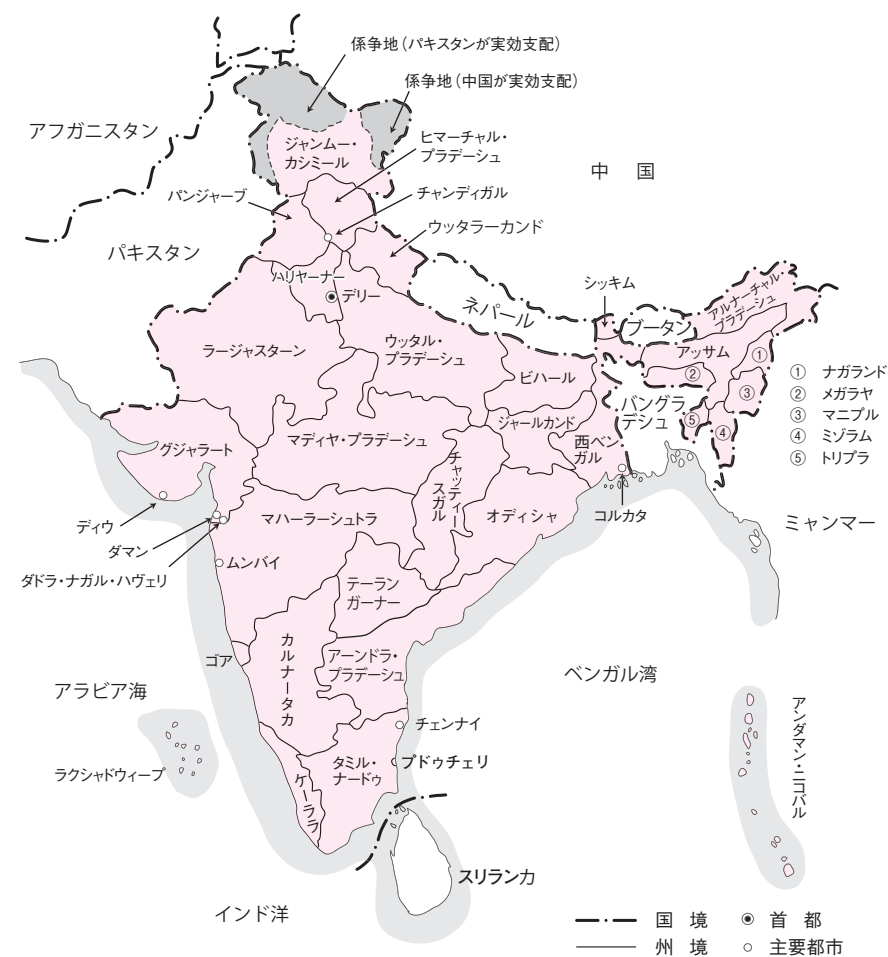 係争地（パキスタンが実効支配）
係争地（中国が実効支配）
アフガニスタン
ジャンムー・
カシミール
ヒマーチャル・
プラデーシュ
中　国
パンジャーブ
チャンディガル
ウッタラーカンド
パキスタン
ハリヤーナー
デリー
ネパール
シッキム
ブータン
アルナーチャル・
プラデーシュ
ラージャスターン
ウッタル・
プラデーシュ
アッサム
ビハール
バングラ
デシュ
①
②
③
④
⑤
① ナガランド
② メガラヤ
③ マニプル
④ ミゾラム
⑤ トリプラ
グジャラート
マディヤ・プラデーシュ
ジャールカンド
西ベン
ガル
チャッティー
スガル
オディシャ
コルカタ
ミャンマー
ディウ
ダマン
ダドラ・ナガル・ハヴェリ
マハーラーシュトラ
ムンバイ
テーラン
ガーナー
ゴア
カルナータカ
アーンドラ・
プラデーシュ
ベンガル湾
アラビア海
チェンナイ
ラクシャドウィープ
タミル・
ナードゥ
プドゥチェリ
ケーララ
アンダマン・ニコバル
スリランカ
インド洋
国　境
首　都
州　境
主要都市